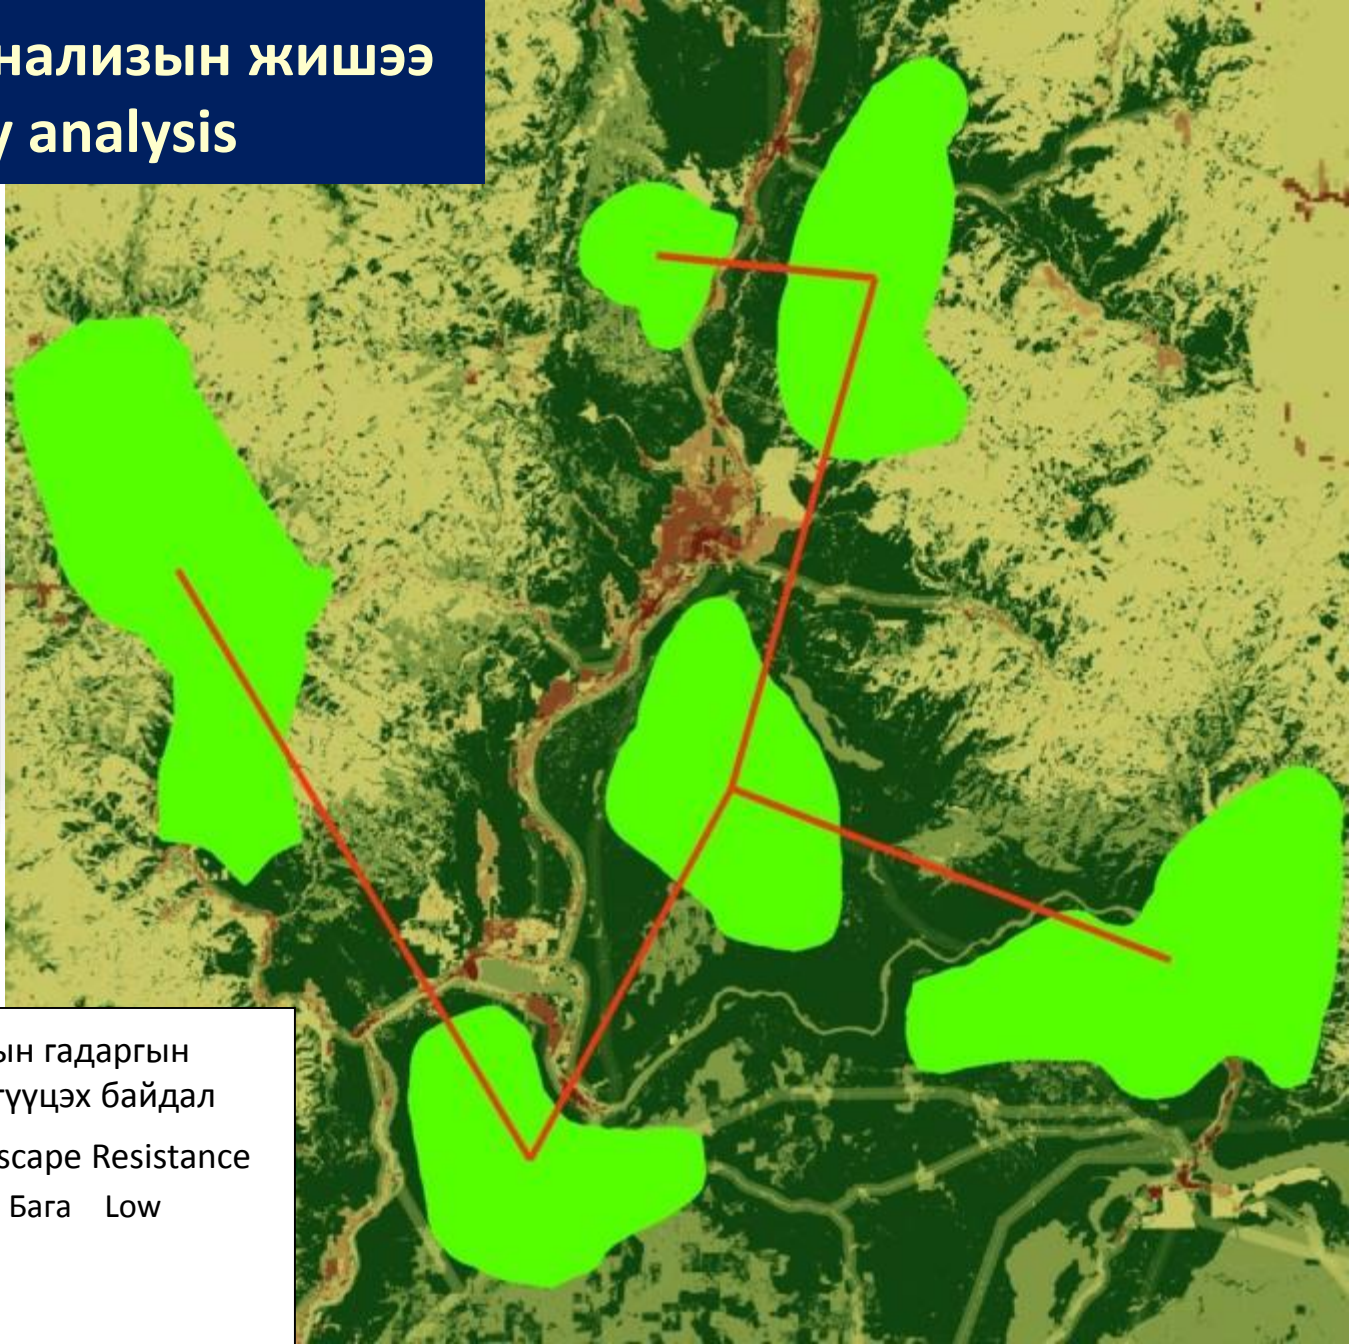 нализын жишээ
y analysis
ын гадаргын
түүцэх байдал
scape Resistance
Бага Low